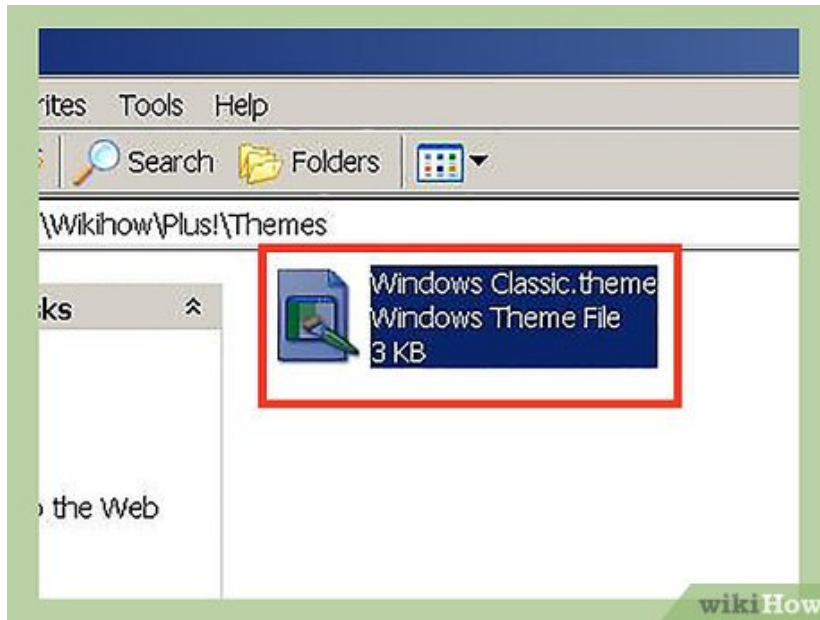 rites Tools Help
Search Folders
\Wikihow\Plus!\Themes
ks
Windows Classic.theme
Windows Theme File
3 KB
o the Web
wikiHow